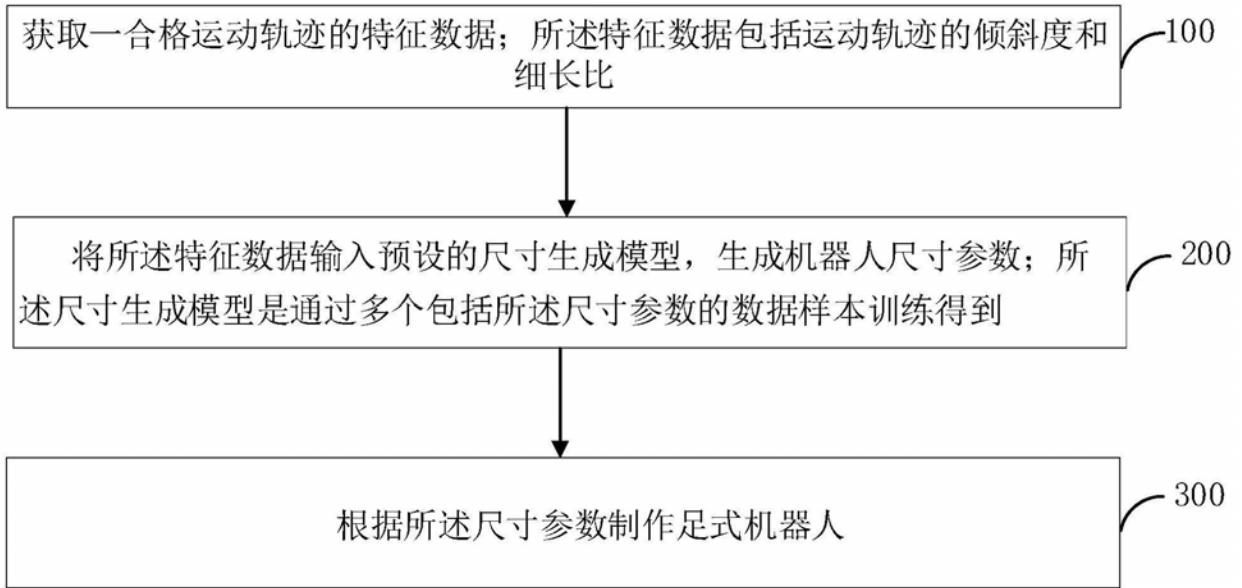 获取一合格运动轨迹的特征数据；所述特征数据包括运动轨迹的倾斜度和
细长比
100
将所述特征数据输入预设的尺寸生成模型，生成机器人尺寸参数；所
述尺寸生成模型是通过多个包括所述尺寸参数的数据样本训练得到
200
根据所述尺寸参数制作足式机器人
300